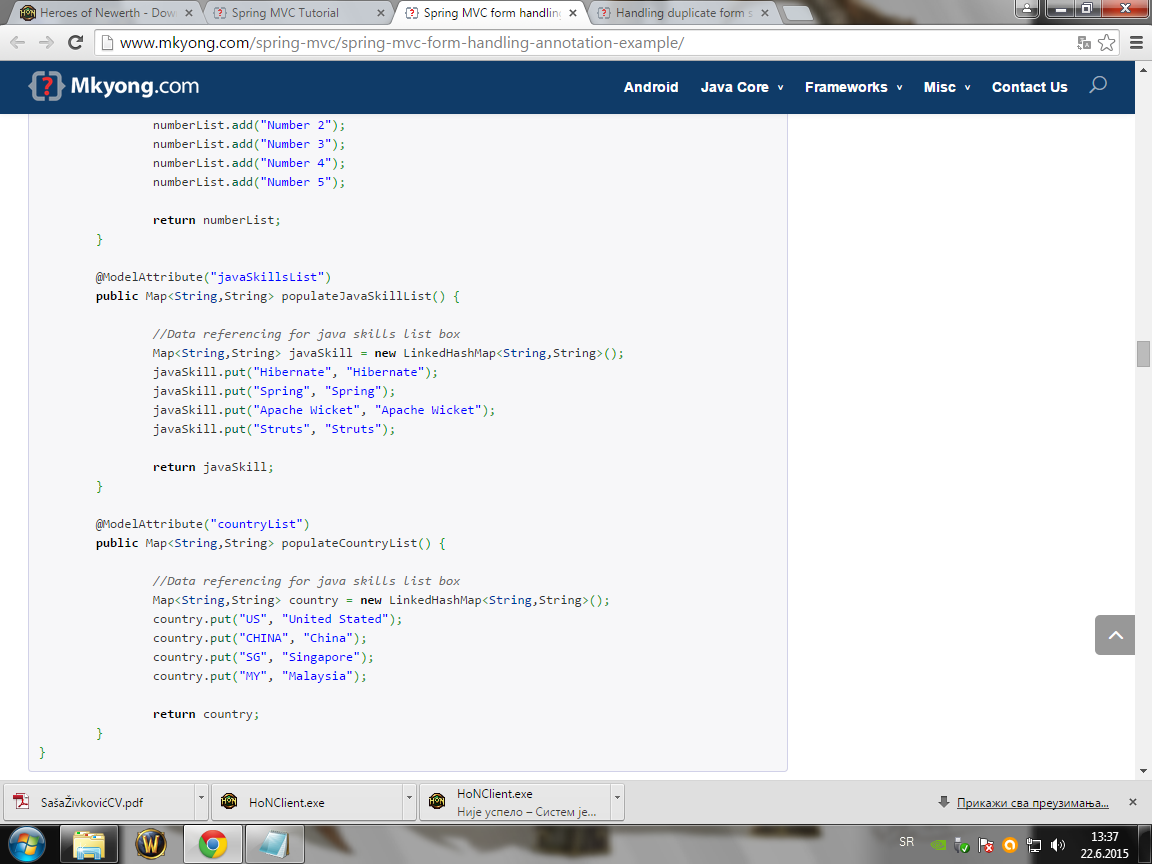 Heroes of Newerth - Dow
Spring MVC Tutorial
Spring MVC form handling
Handling duplicate form s
www.mkyong.com/spring-mvc/spring-mvc-form-handling-annotation-example/
Mkyong.com
Android
Java Core
Frameworks
Misc
Contact Us
numberList.add("Number 2");
numberList.add("Number 3");
numberList.add("Number 4");
numberList.add("Number 5");
return numberList;
}
@ModelAttribute("javaSkillsList")
public Map<String,String> populateJavaSkillList() {
//Data referencing for java skills list box
Map<String,String> javaSkill = new LinkedHashMap<String,String>();
javaSkill.put("Hibernate", "Hibernate");
javaSkill.put("Spring", "Spring");
javaSkill.put("Apache Wicket", "Apache Wicket");
javaSkill.put("Struts", "Struts");
return javaSkill;
}
@ModelAttribute("countryList")
public Map<String,String> populateCountryList() {
//Data referencing for java skills list box
Map<String,String> country = new LinkedHashMap<String,String>();
country.put("US", "United Stated");
country.put("CHINA", "China");
country.put("SG", "Singapore");
country.put("MY", "Malaysia");
return country;
}
}
SašaŽivkovićCV.pdf
HoNClient.exe
HoNClient.exe
Није успело – Систем је...
Прикажи сва преузимања...
SR
13:37
22.6.2015